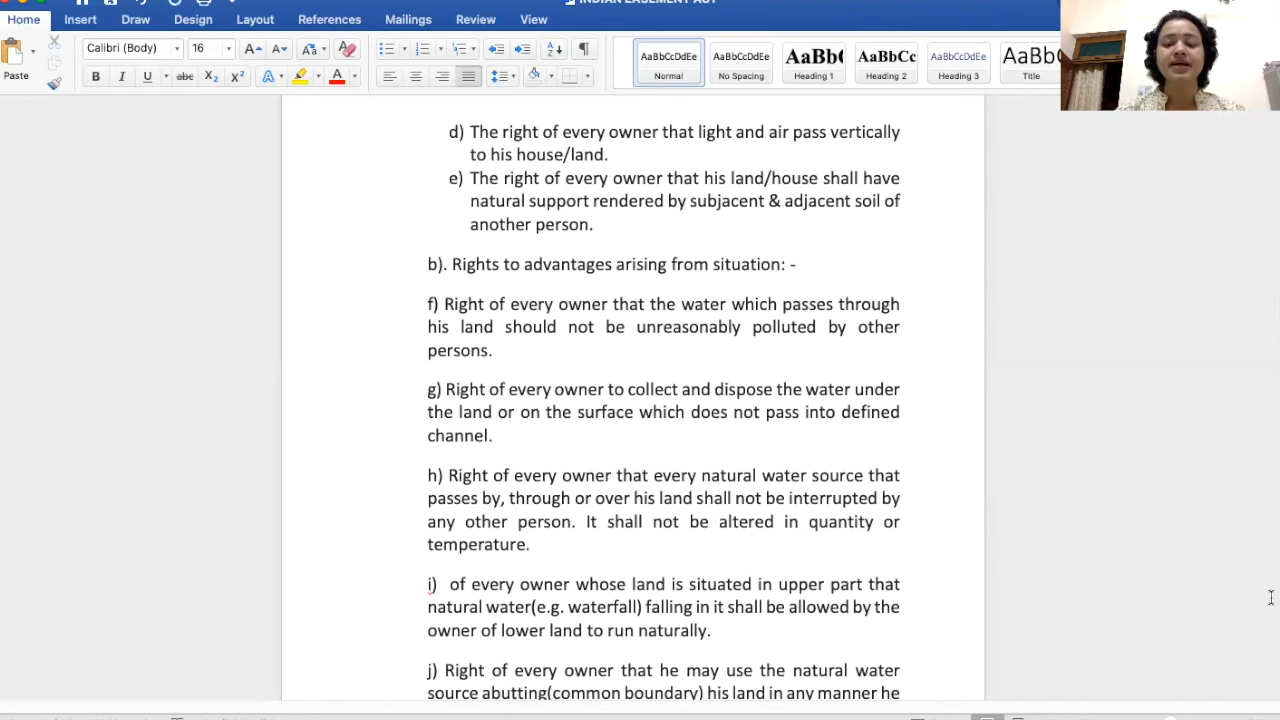 INDIAN EASEMENT ACT
Home Insert Draw Design Layout References Mailings Review View
Paste
Calibri (Body) 16
AaBbCcDdEe AaBbCcDdEe AaBb( AaBbCc AaBbCcDdEe AaBb(
Normal No Spacing Heading 1 Heading 2 Heading 3 Title
d) The right of every owner that light and air pass vertically
to his house/land.
e) The right of every owner that his land/house shall have
natural support rendered by subjacent & adjacent soil of
another person.
b). Rights to advantages arising from situation: -
f) Right of every owner that the water which passes through
his land should not be unreasonably polluted by other
persons.
g) Right of every owner to collect and dispose the water under
the land or on the surface which does not pass into defined
channel.
h) Right of every owner that every natural water source that
passes by, through or over his land shall not be interrupted by
any other person. It shall not be altered in quantity or
temperature.
i) of every owner whose land is situated in upper part that
natural water(e.g. waterfall) falling in it shall be allowed by the
owner of lower land to run naturally.
j) Right of every owner that he may use the natural water
source abutting(common boundary) his land in any manner he